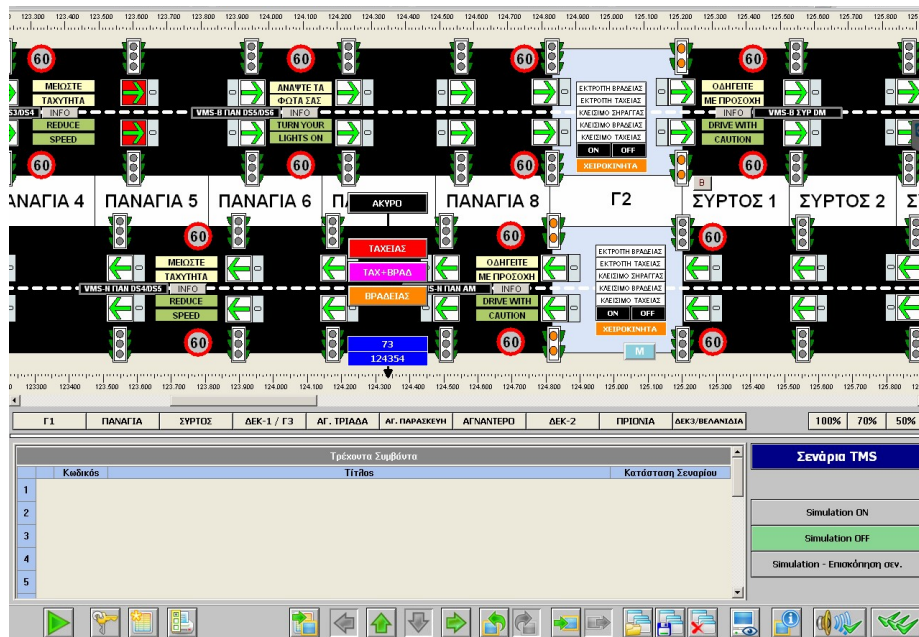 123.300 123.400 125.500 123.600 123.700 123.800 123.900 124.000 124.100 124.200 124.300 124.400 124.500 124.600 124.700 124.800 124.900 125.000 125.100 125.200 125.300 125.400 125.500 125.600 125.700 125.800
60 60 60 60
ΜΕΙΩΣΤΕ
ΤΑΧΥΤΗΤΑ
INFO
REDUCE
SPEED
VMS-B ΠΑΝ DS5/DS6
ΑΝΑΨΤΕ ΤΑ
ΦΩΤΑ ΣΑΣ
INFO
TURN YOUR
LIGHTS ON
ΕΚΤΡΟΠΗ ΒΡΑΔΕΙΑΣ
ΕΚΤΡΟΠΗ ΤΑΧΕΙΑΣ
ΚΛΕΙΣΙΜΟ ΣΗΡΑΓΓΑΣ
ΚΛΕΙΣΙΜΟ ΒΡΑΔΕΙΑΣ
ΚΛΕΙΣΙΜΟ ΤΑΧΕΙΑΣ
ON OFF
ΧΕΙΡΟΚΙΝΗΤΑ
ΟΔΗΓΕΙΤΕ
ΜΕ ΠΡΟΣΟΧΗ
INFO
DRIVE WITH
CAUTION
VMS-B ΣΥΡ DM
60 60 60 60
ΑΝΑΓΙΑ 4 ΠΑΝΑΓΙΑ 5 ΠΑΝΑΓΙΑ 6 ΑΚΥΡΟ ΠΑΝΑΓΙΑ 8 Γ2 B ΣΥΡΤΟΣ 1 ΣΥΡΤΟΣ 2
60 60 60
VMS-N ΠΑΝ DS4/DS5
ΜΕΙΩΣΤΕ
ΤΑΧΥΤΗΤΑ
INFO
REDUCE
SPEED
ΤΑΧΕΙΑΣ
ΤΑΧ+ΒΡΑΔ
ΒΡΑΔΕΙΑΣ
S-N ΠΑΝ AM
ΟΔΗΓΕΙΤΕ
ΜΕ ΠΡΟΣΟΧΗ
INFO
DRIVE WITH
CAUTION
ΕΚΤΡΟΠΗ ΒΡΑΔΕΙΑΣ
ΕΚΤΡΟΠΗ ΤΑΧΕΙΑΣ
ΚΛΕΙΣΙΜΟ ΣΗΡΑΓΓΑΣ
ΚΛΕΙΣΙΜΟ ΒΡΑΔΕΙΑΣ
ΚΛΕΙΣΙΜΟ ΤΑΧΕΙΑΣ
ON OFF
ΧΕΙΡΟΚΙΝΗΤΑ
M
60 60 60
73
124354
123300 123.400 125.500 123.600 123.700 123.800 123.900 124.000 124.100 124.200 124.300 124.400 124.500 124.600 124.700 124.800 124.900 125.000 125.100 125.200 125.300 125.400 125.500 125.600 125.700 125.800
Γ1 ΠΑΝΑΓΙΑ ΣΥΡΤΟΣ ΔΕΚ-1 / Γ3 ΑΓ. ΤΡΙΑΔΑ ΑΓ. ΠΑΡΑΣΚΕΥΗ ΑΓΝΑΝΤΕΡΟ ΔΕΚ-2 ΠΡΙΟΝΙΑ ΔΕΚ3/ΒΕΛΑΝΙΔΙΑ 100% 70% 50%
Τρέχοντα Συμβάντα
Κωδικός Τίτλος Κατάσταση Σεναρίου
1
2
3
4
5
Σενάρια TMS
Simulation ON
Simulation OFF
Simulation - Επισκόπηση σεν.